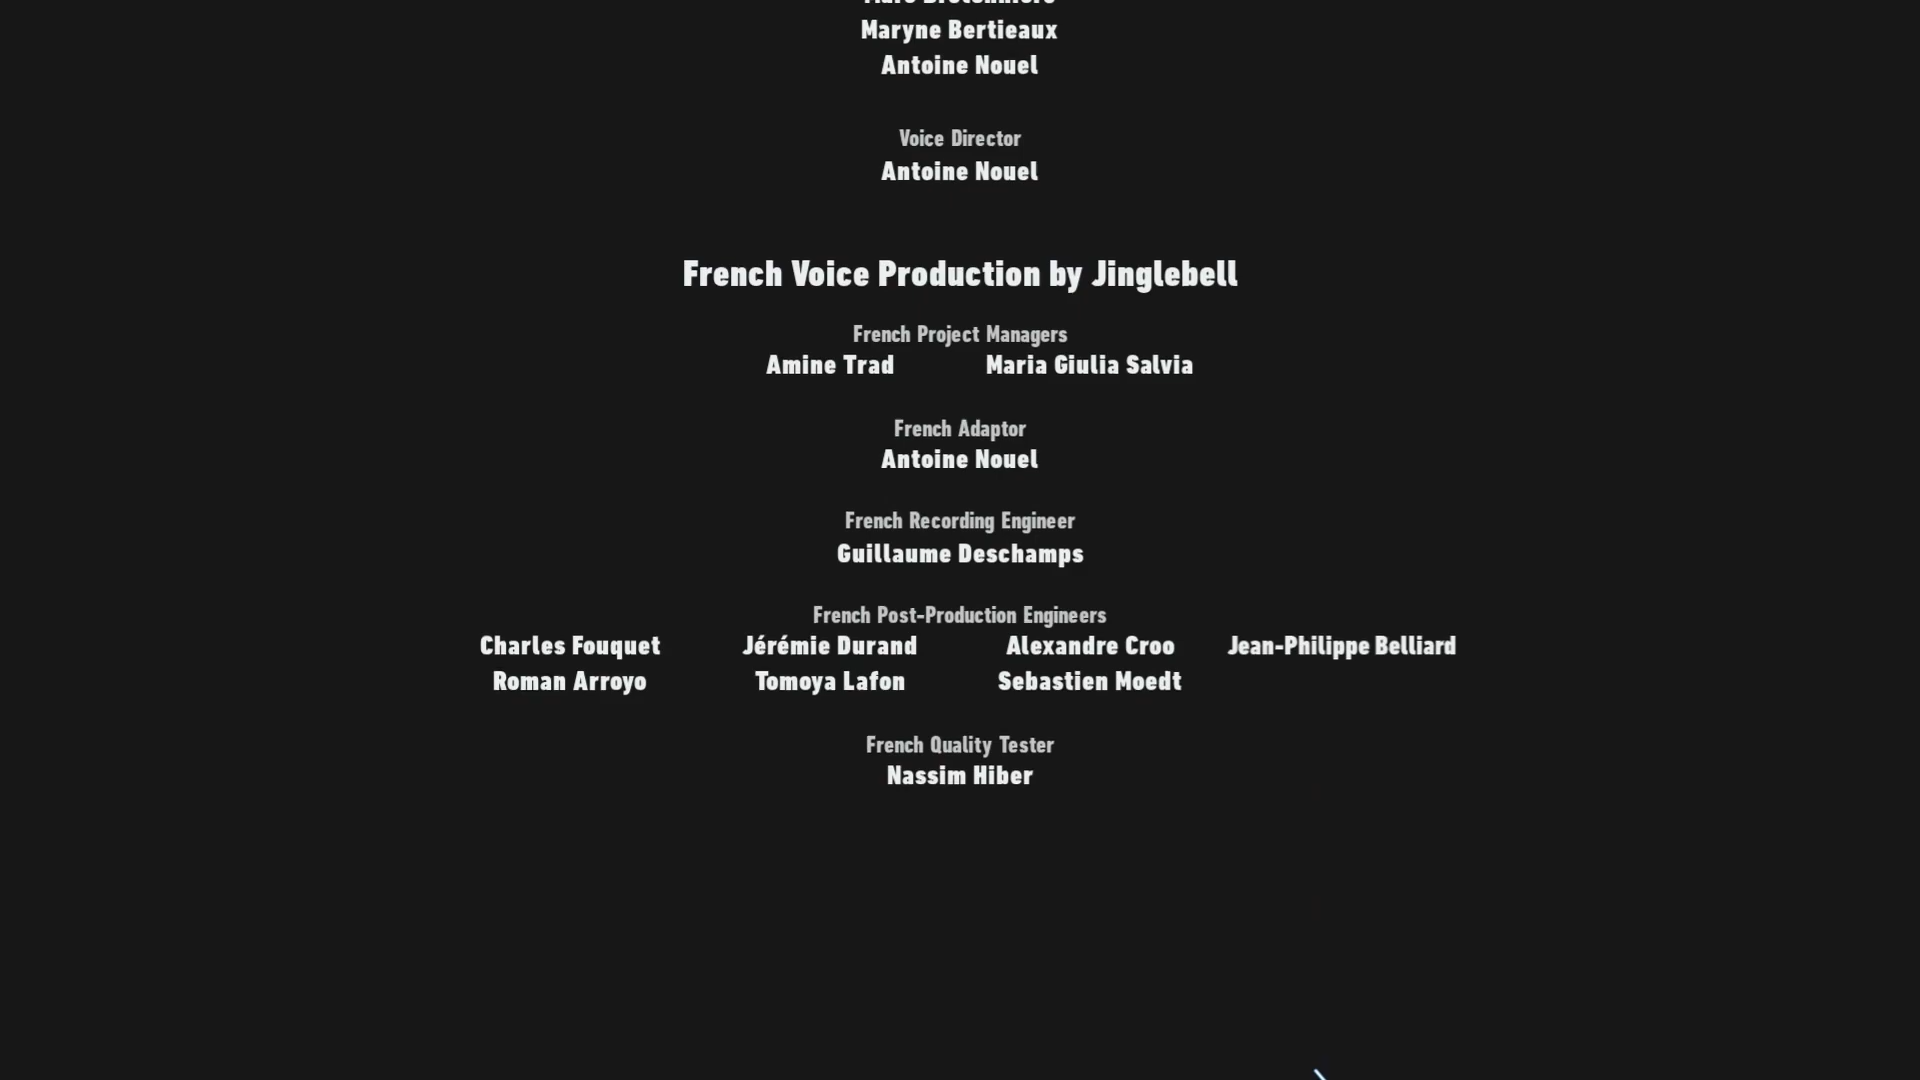 Maryne Bertieaux
Antoine Nouel
Voice Director
Antoine Nouel
French Voice Production by Jinglebell
French Project Managers
Amine Trad Maria Giulia Salvia
French Adaptor
Antoine Nouel
French Recording Engineer
Guillaume Deschamps
French Post-Production Engineers
Charles Fouquet Jérémie Durand Alexandre Croo Jean-Philippe Belliard
Roman Arroyo Tomoya Lafon Sebastien Moedt
French Quality Tester
Nassim Hiber